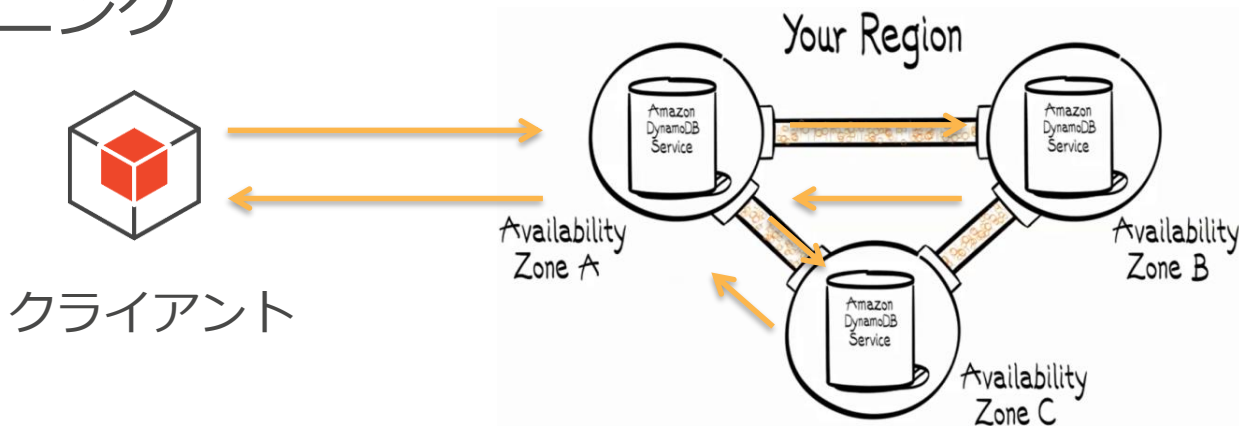 ーニング
Your Region
Amazon
DynamoDB
Service
Amazon
DynamoDB
Service
Availability
Zone A
Availability
Zone B
クライアント
Amazon
DynamoDB
Service
Availability
Zone C